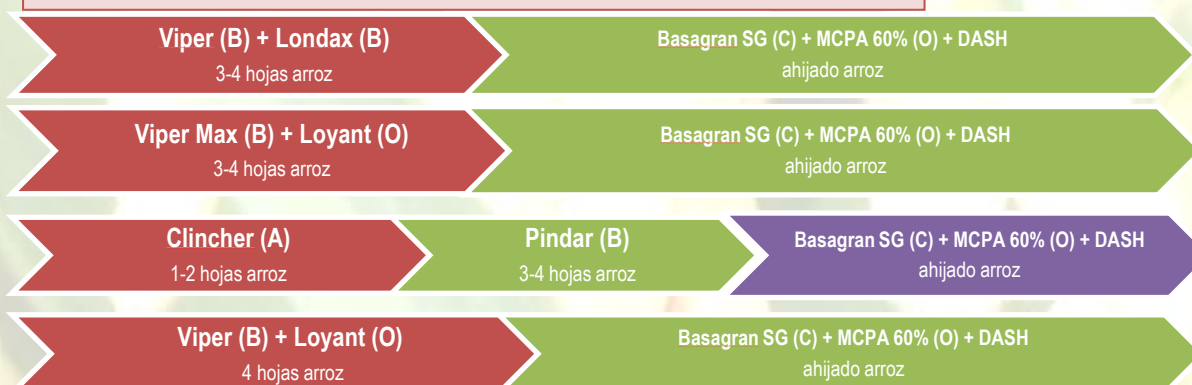 Viper (B) + Londax (B)
3-4 hojas arroz
Basagran SG (C) + MCPA 60% (O) + DASH
ahijado arroz
Viper Max (B) + Loyant (O)
3-4 hojas arroz
Basagran SG (C) + MCPA 60% (O) + DASH
ahijado arroz
Clincher (A)
1-2 hojas arroz
Pindar (B)
3-4 hojas arroz
Basagran SG (C) + MCPA 60% (O) + DASH
ahijado arroz
Viper (B) + Loyant (O)
4 hojas arroz
Basagran SG (C) + MCPA 60% (O) + DASH
ahijado arroz